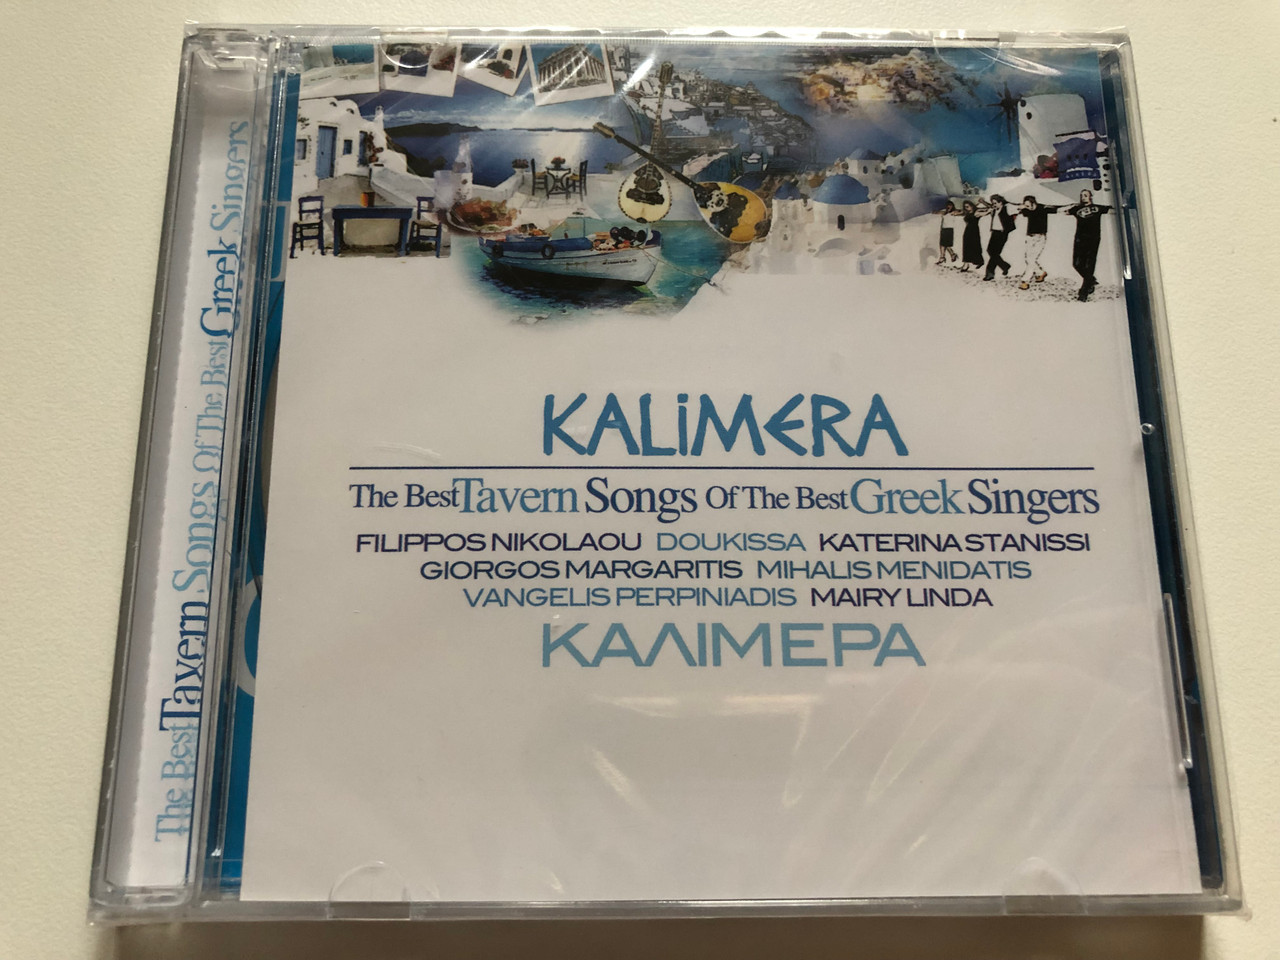 KALiMERA
The Best Tavern Songs Of The Best Greek Singers
FILIPPOS NIKOLAOU DOUKISSA KATERINA STANISSI
GIORGOS MARGARITIS MIHALIS MENIDATIS
VANGELIS PERPINIADIS MAIRY LINDA
ΚΑΛΙΜΕΡΑ
The Best Tavern Songs Of The Best Greek Singers